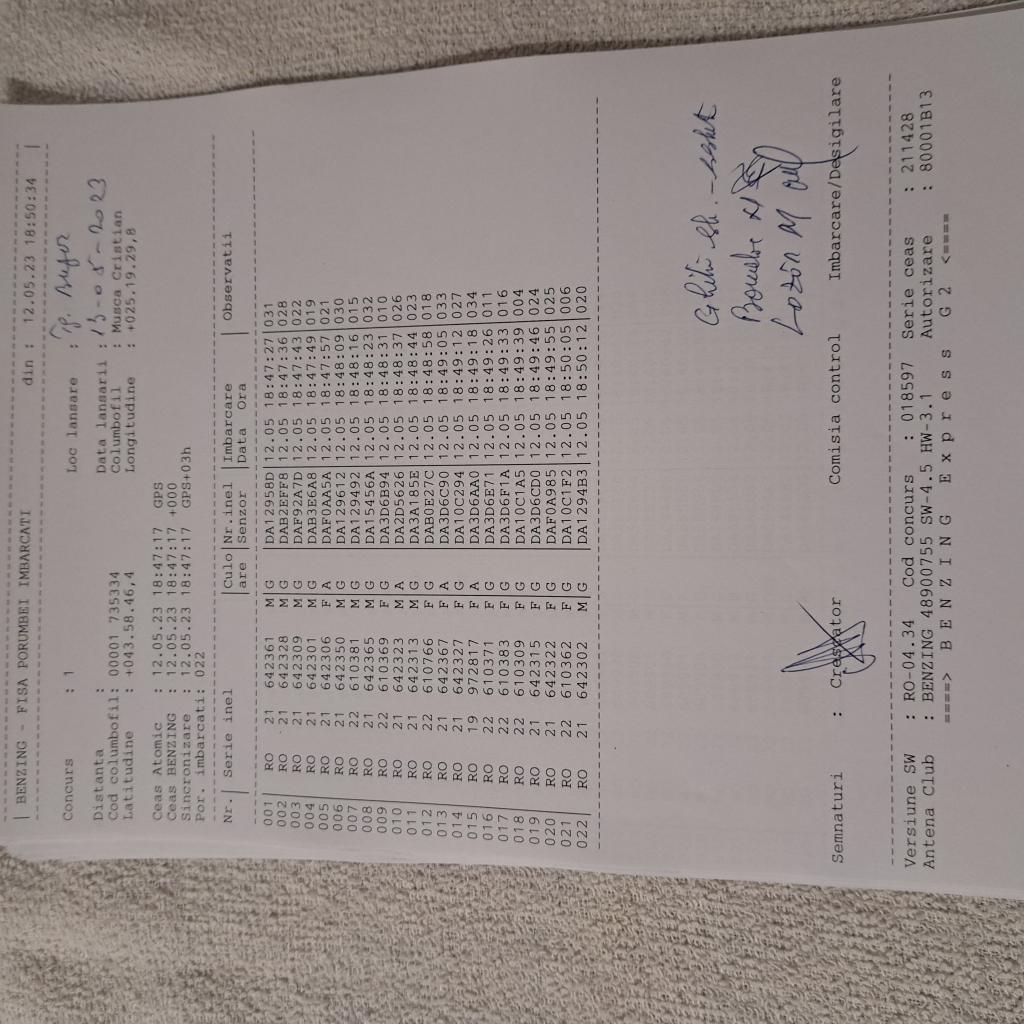 | BENZING - FISA PORUMBEI IMBARCATI din : 12.05.23 18:50:34 |
Concurs : 1 Loc lansare :
Distanta : Data lansarii : 13-05-2023
Cod columbofil: 00001 735334 Columbofil : Musca Cristian
Latitudine : +043.58.46,4 Longitudine : +025.19.29,8
Ceas Atomic : 12.05.23 18:47:17 GPS
Ceas BENZING : 12.05.23 18:47:17 +000
Sincronizare : 12.05.23 18:47:17 GPS+03h
Por. imbarcati: 022
Nr.| Serie inel |Culo|Nr.inel |Imbarcare | Observatii
|are |Senzor |Data Ora |
001| RO 21 642361 M|G |DA12958D|12.05 18:47:27|031
002| RO 21 642328 M|G |DAB2EFF8|12.05 18:47:36|028
003| RO 21 642309 M|G |DAF92A7D|12.05 18:47:43|022
004| RO 21 642301 M|G |DAB3E6A8|12.05 18:47:49|019
005| RO 21 642306 F|A |DAF0AA5A|12.05 18:47:57|021
006| RO 21 642350 M|G |DA129612|12.05 18:48:09|030
007| RO 22 610381 M|G |DA129492|12.05 18:48:16|015
008| RO 21 642365 M|G |DA15456A|12.05 18:48:23|032
009| RO 22 610369 F|G |DA3D6B94|12.05 18:48:31|010
010| RO 21 642323 M|A |DA2D5626|12.05 18:48:37|026
011| RO 21 642313 M|G |DA3A185E|12.05 18:48:44|023
012| RO 22 610766 F|G |DAB0E27C|12.05 18:48:58|018
013| RO 21 642367 F|A |DA3D6C90|12.05 18:49:05|033
014| RO 21 642327 F|G |DA10C294|12.05 18:49:12|027
015| RO 19 972817 F|A |DA3D6AA0|12.05 18:49:18|034
016| RO 22 610371 F|G |DA3D6E71|12.05 18:49:26|011
017| RO 22 610383 F|G |DA3D6F1A|12.05 18:49:33|016
018| RO 22 610309 F|G |DA10C1A5|12.05 18:49:39|004
019| RO 21 642315 F|G |DA3D6CD0|12.05 18:49:46|024
020| RO 21 642322 F|G |DAF0A985|12.05 18:49:55|025
021| RO 22 610362 F|G |DA10C1F2|12.05 18:50:05|006
022| RO 21 642302 M|G |DA1294B3|12.05 18:50:12|020
Semnaturi : Crescator Comisia control Imbarcare/Desigilare
Versiune SW : RO-04.34 Cod concurs : 018597 Serie ceas : 211428
Antena Club : BENZING 48900755 SW-4.5 HW-3.1 Autorizare : 80001B13
====> B E N Z I N G E x p r e s s G 2 <====